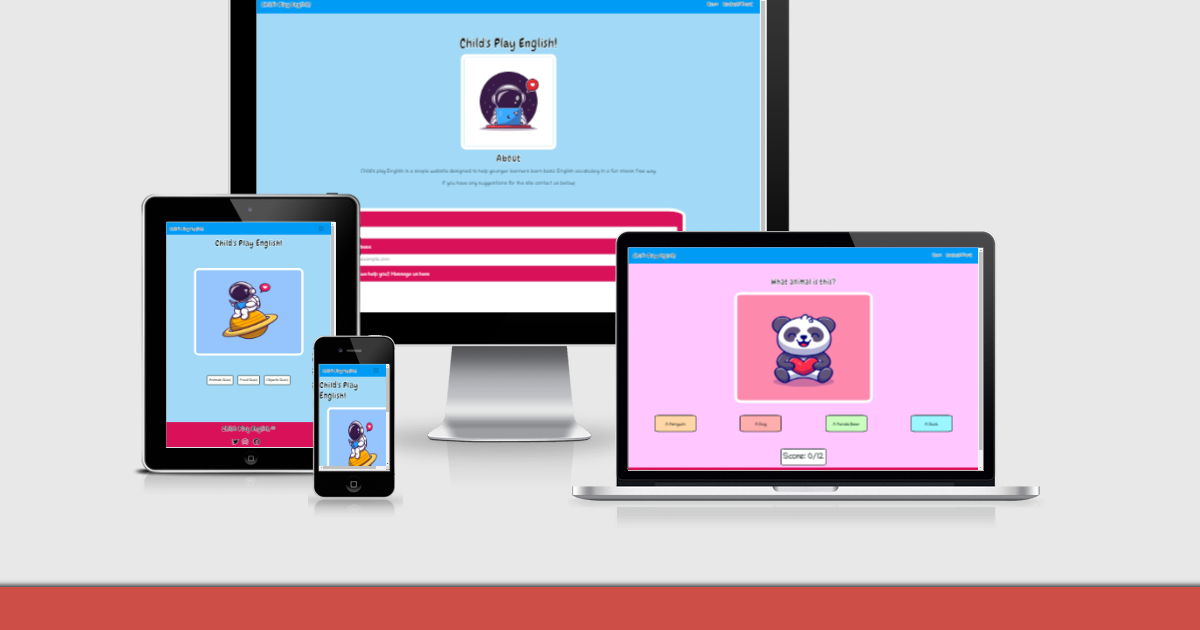 Child's Play English!
Child's Play English!
About
Child's play English is a simple website designed to help younger learners learn basic English vocabulary in a fun stress free way.
If you have any suggestions for the site contact us below.
Child's Play English!
Child's Play English!
Animals Quiz Food Quiz Objects Quiz
Child's Play English
Child's Play English!
Child's Play
English!
Child's Play English!
What animal is this?
A Penguin A Dog A Panda Bear A Duck
Score: 0/12